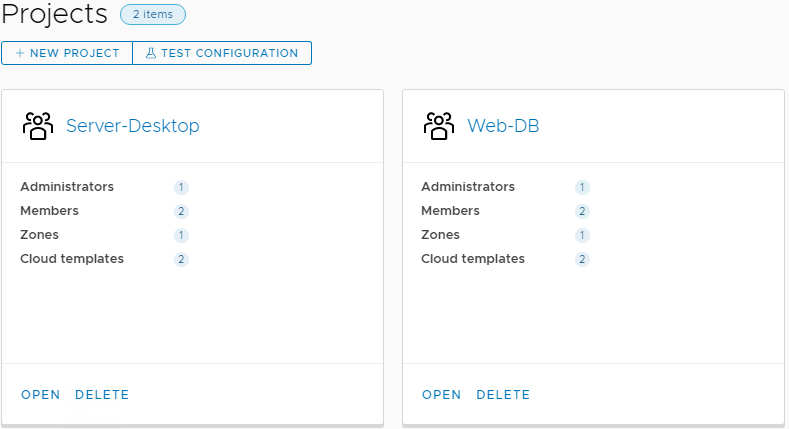 Projects 2 items
+ NEW PROJECT TEST CONFIGURATION
Server-Desktop
Administrators 1
Members 2
Zones 1
Cloud templates 2
OPEN DELETE
Web-DB
Administrators 1
Members 2
Zones 1
Cloud templates 2
OPEN DELETE